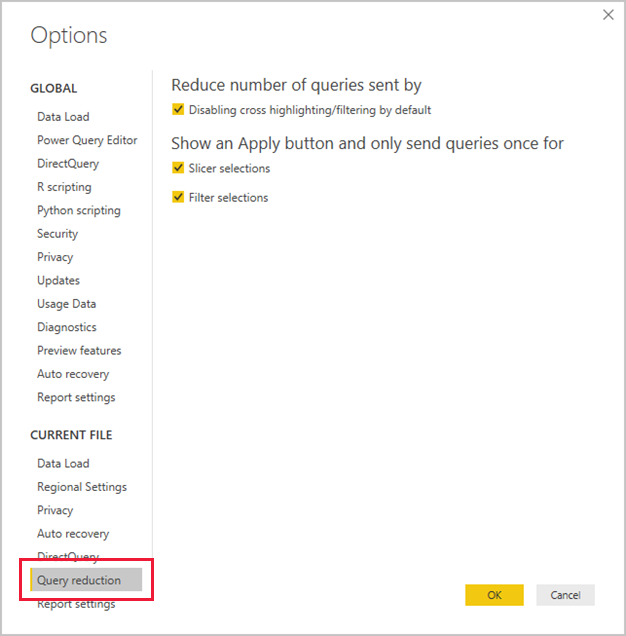 Options
GLOBAL
Data Load
Power Query Editor
DirectQuery
R scripting
Python scripting
Security
Privacy
Updates
Usage Data
Diagnostics
Preview features
Auto recovery
Report settings
CURRENT FILE
Data Load
Regional Settings
Privacy
Auto recovery
DirectQuery
Query reduction
Report settings
Reduce number of queries sent by
Disabling cross highlighting/filtering by default
Show an Apply button and only send queries once for
Slicer selections
Filter selections
OK
Cancel